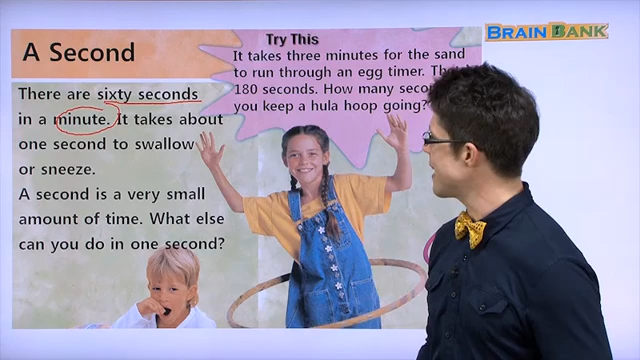 A Second
There are sixty seconds
in a minute. It takes about
one second to swallow
or sneeze.
A second is a very small
amount of time. What else
can you do in one second?
Try This
It takes three minutes for the sand
to run through an egg timer.
180 seconds. How many
you keep a hula hoop going?
BRAIN BANK